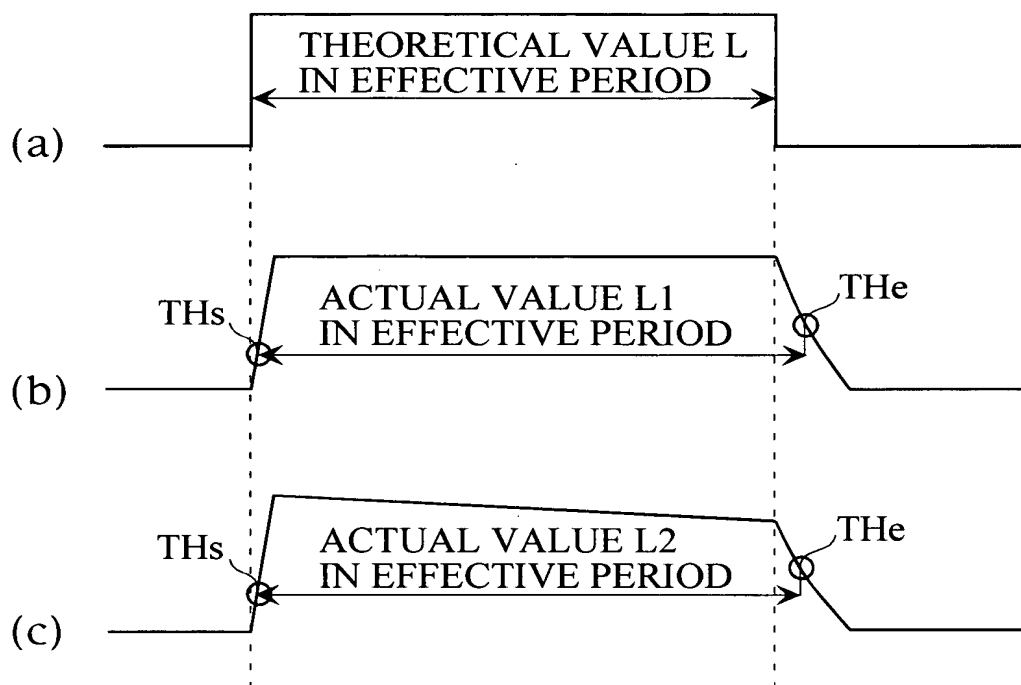 THEORETICAL VALUE L
IN EFFECTIVE PERIOD
(a)
THs
ACTUAL VALUE L1
IN EFFECTIVE PERIOD
THe
(b)
THs
ACTUAL VALUE L2
IN EFFECTIVE PERIOD
THe
(c)